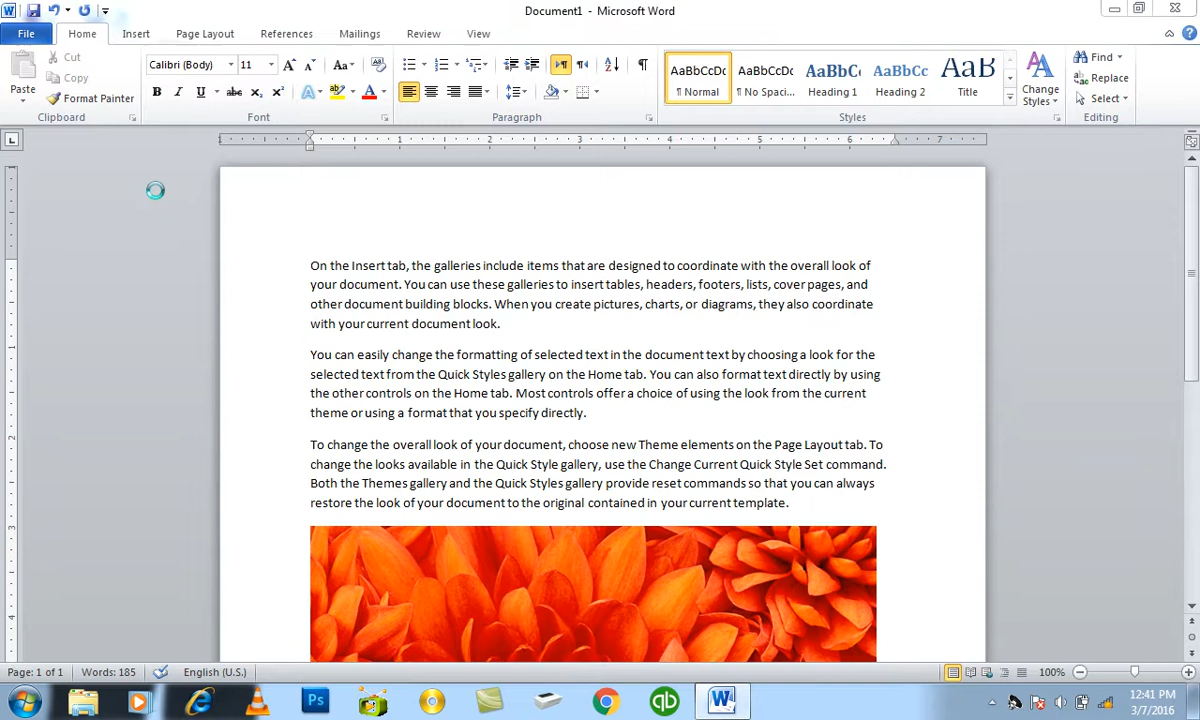 Document1 - Microsoft Word
File Home Insert Page Layout References Mailings Review View
Paste
Cut
Copy
Format Painter
Clipboard
Calibri (Body) 11
Font
Paragraph
AaBbCcDc AaBbCcDc AaBbC AaBbCc AaB
¶ Normal ¶ No Spaci... Heading 1 Heading 2 Title
Change
Styles
Styles
Find
Replace
Select
Editing
1 2 3 4 5 6 7
On the Insert tab, the galleries include items that are designed to coordinate with the overall look of
your document. You can use these galleries to insert tables, headers, footers, lists, cover pages, and
other document building blocks. When you create pictures, charts, or diagrams, they also coordinate
with your current document look.
You can easily change the formatting of selected text in the document text by choosing a look for the
selected text from the Quick Styles gallery on the Home tab. You can also format text directly by using
the other controls on the Home tab. Most controls offer a choice of using the look from the current
theme or using a format that you specify directly.
To change the overall look of your document, choose new Theme elements on the Page Layout tab. To
change the looks available in the Quick Style gallery, use the Change Current Quick Style Set command.
Both the Themes gallery and the Quick Styles gallery provide reset commands so that you can always
restore the look of your document to the original contained in your current template.
Page: 1 of 1 Words: 185 English (U.S.) 100%
12:41 PM
3/7/2016